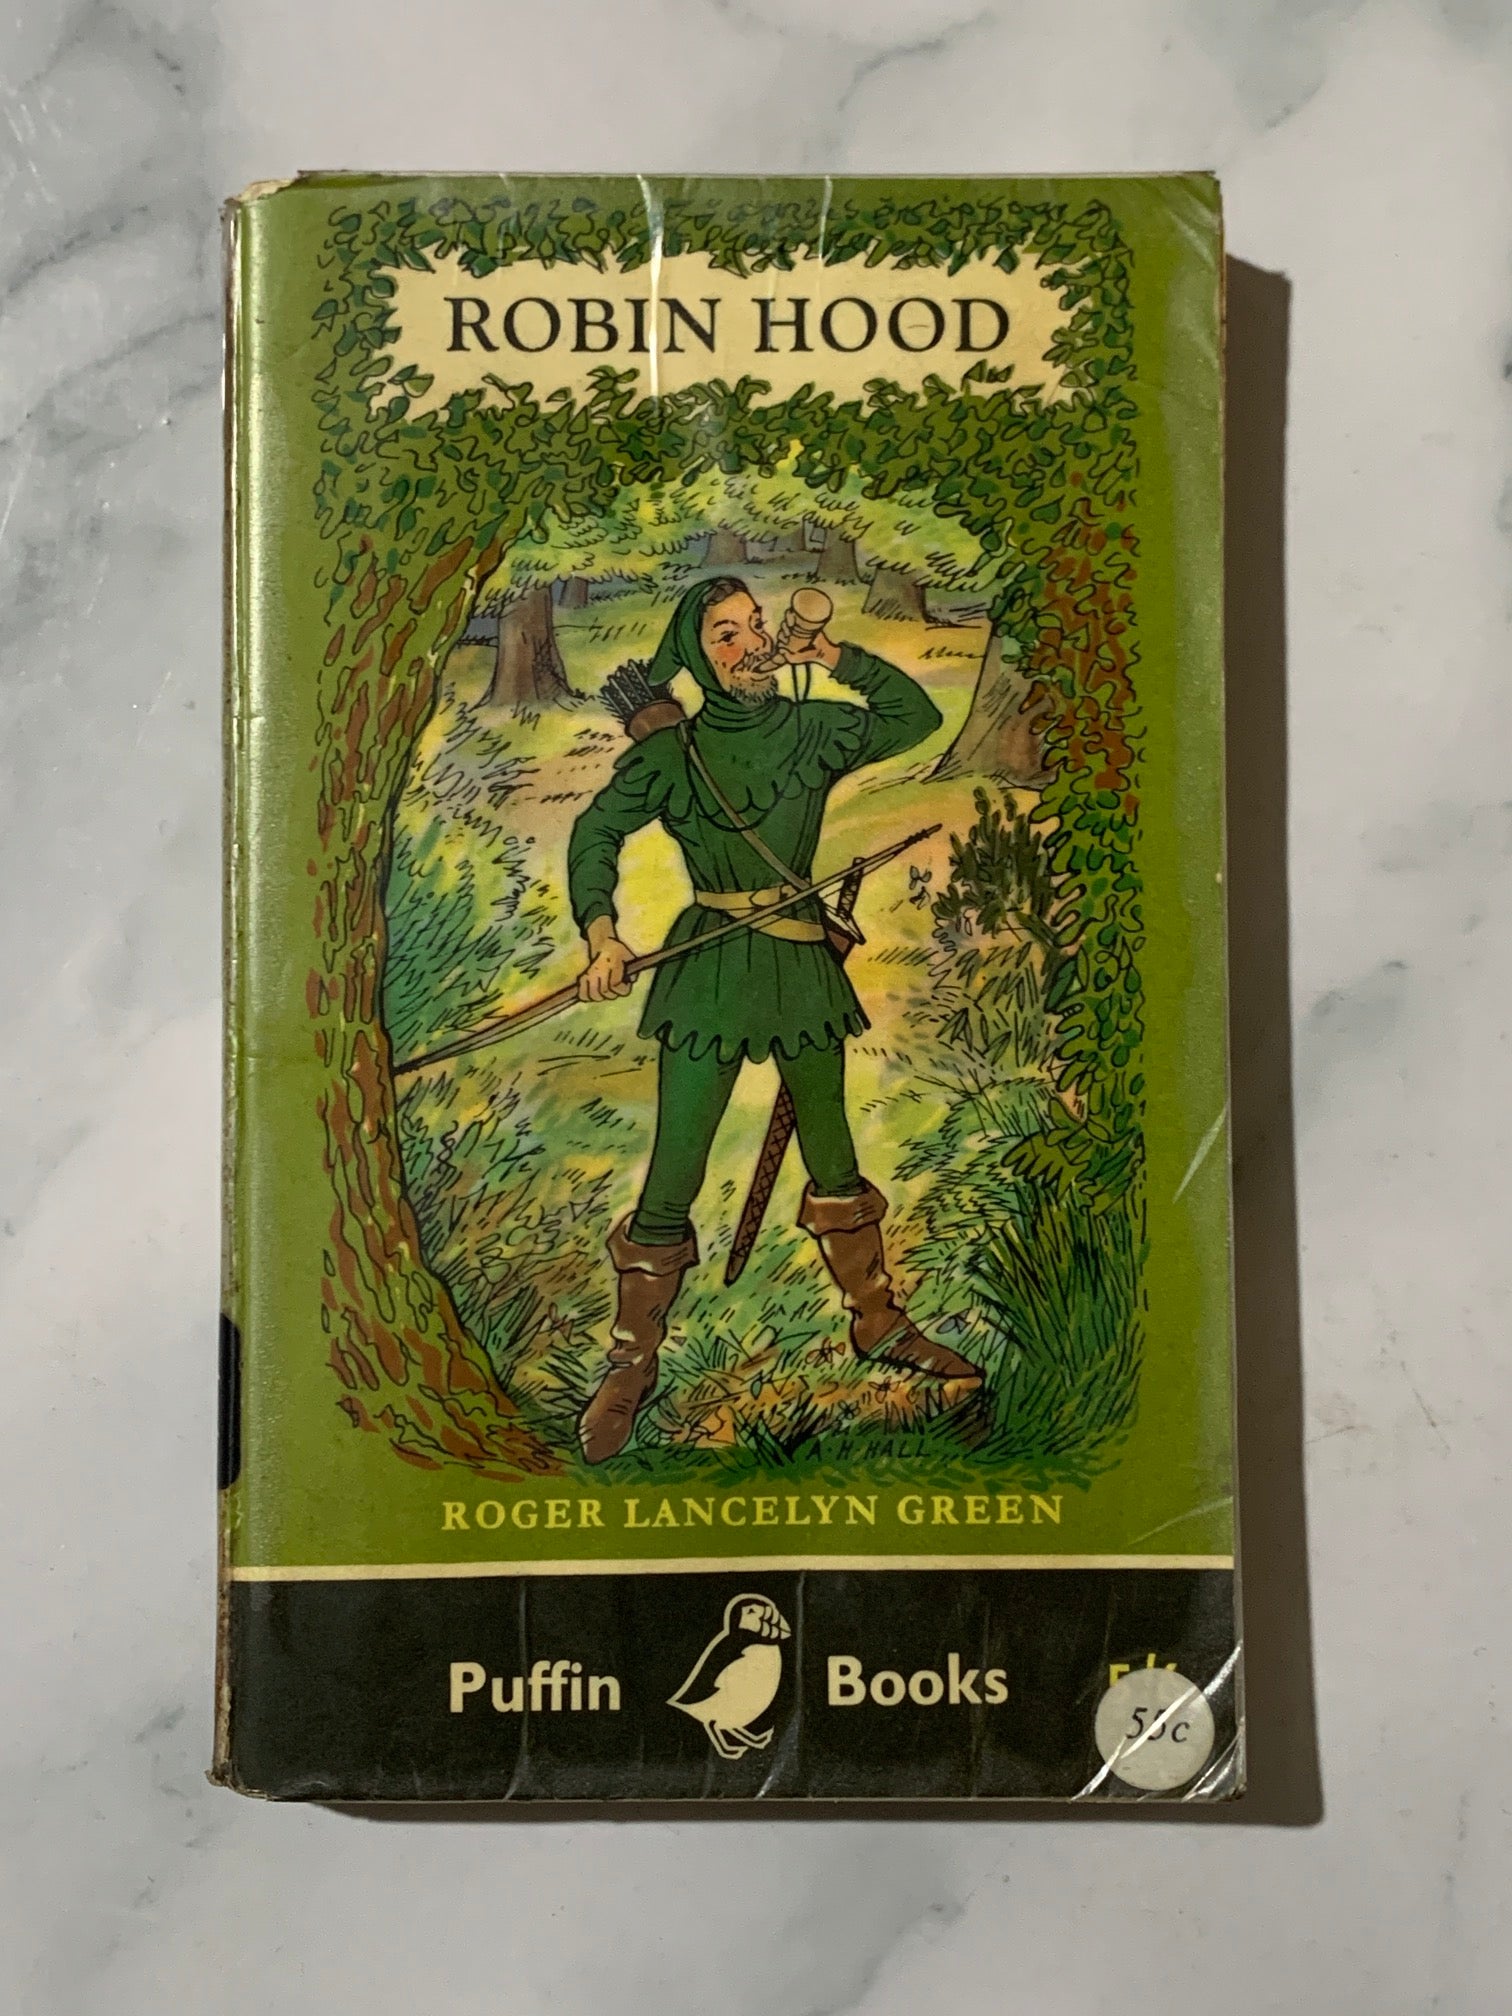 ROBIN HOOD
A·H·HALL
ROGER LANCELYN GREEN
Puffin Books
55c